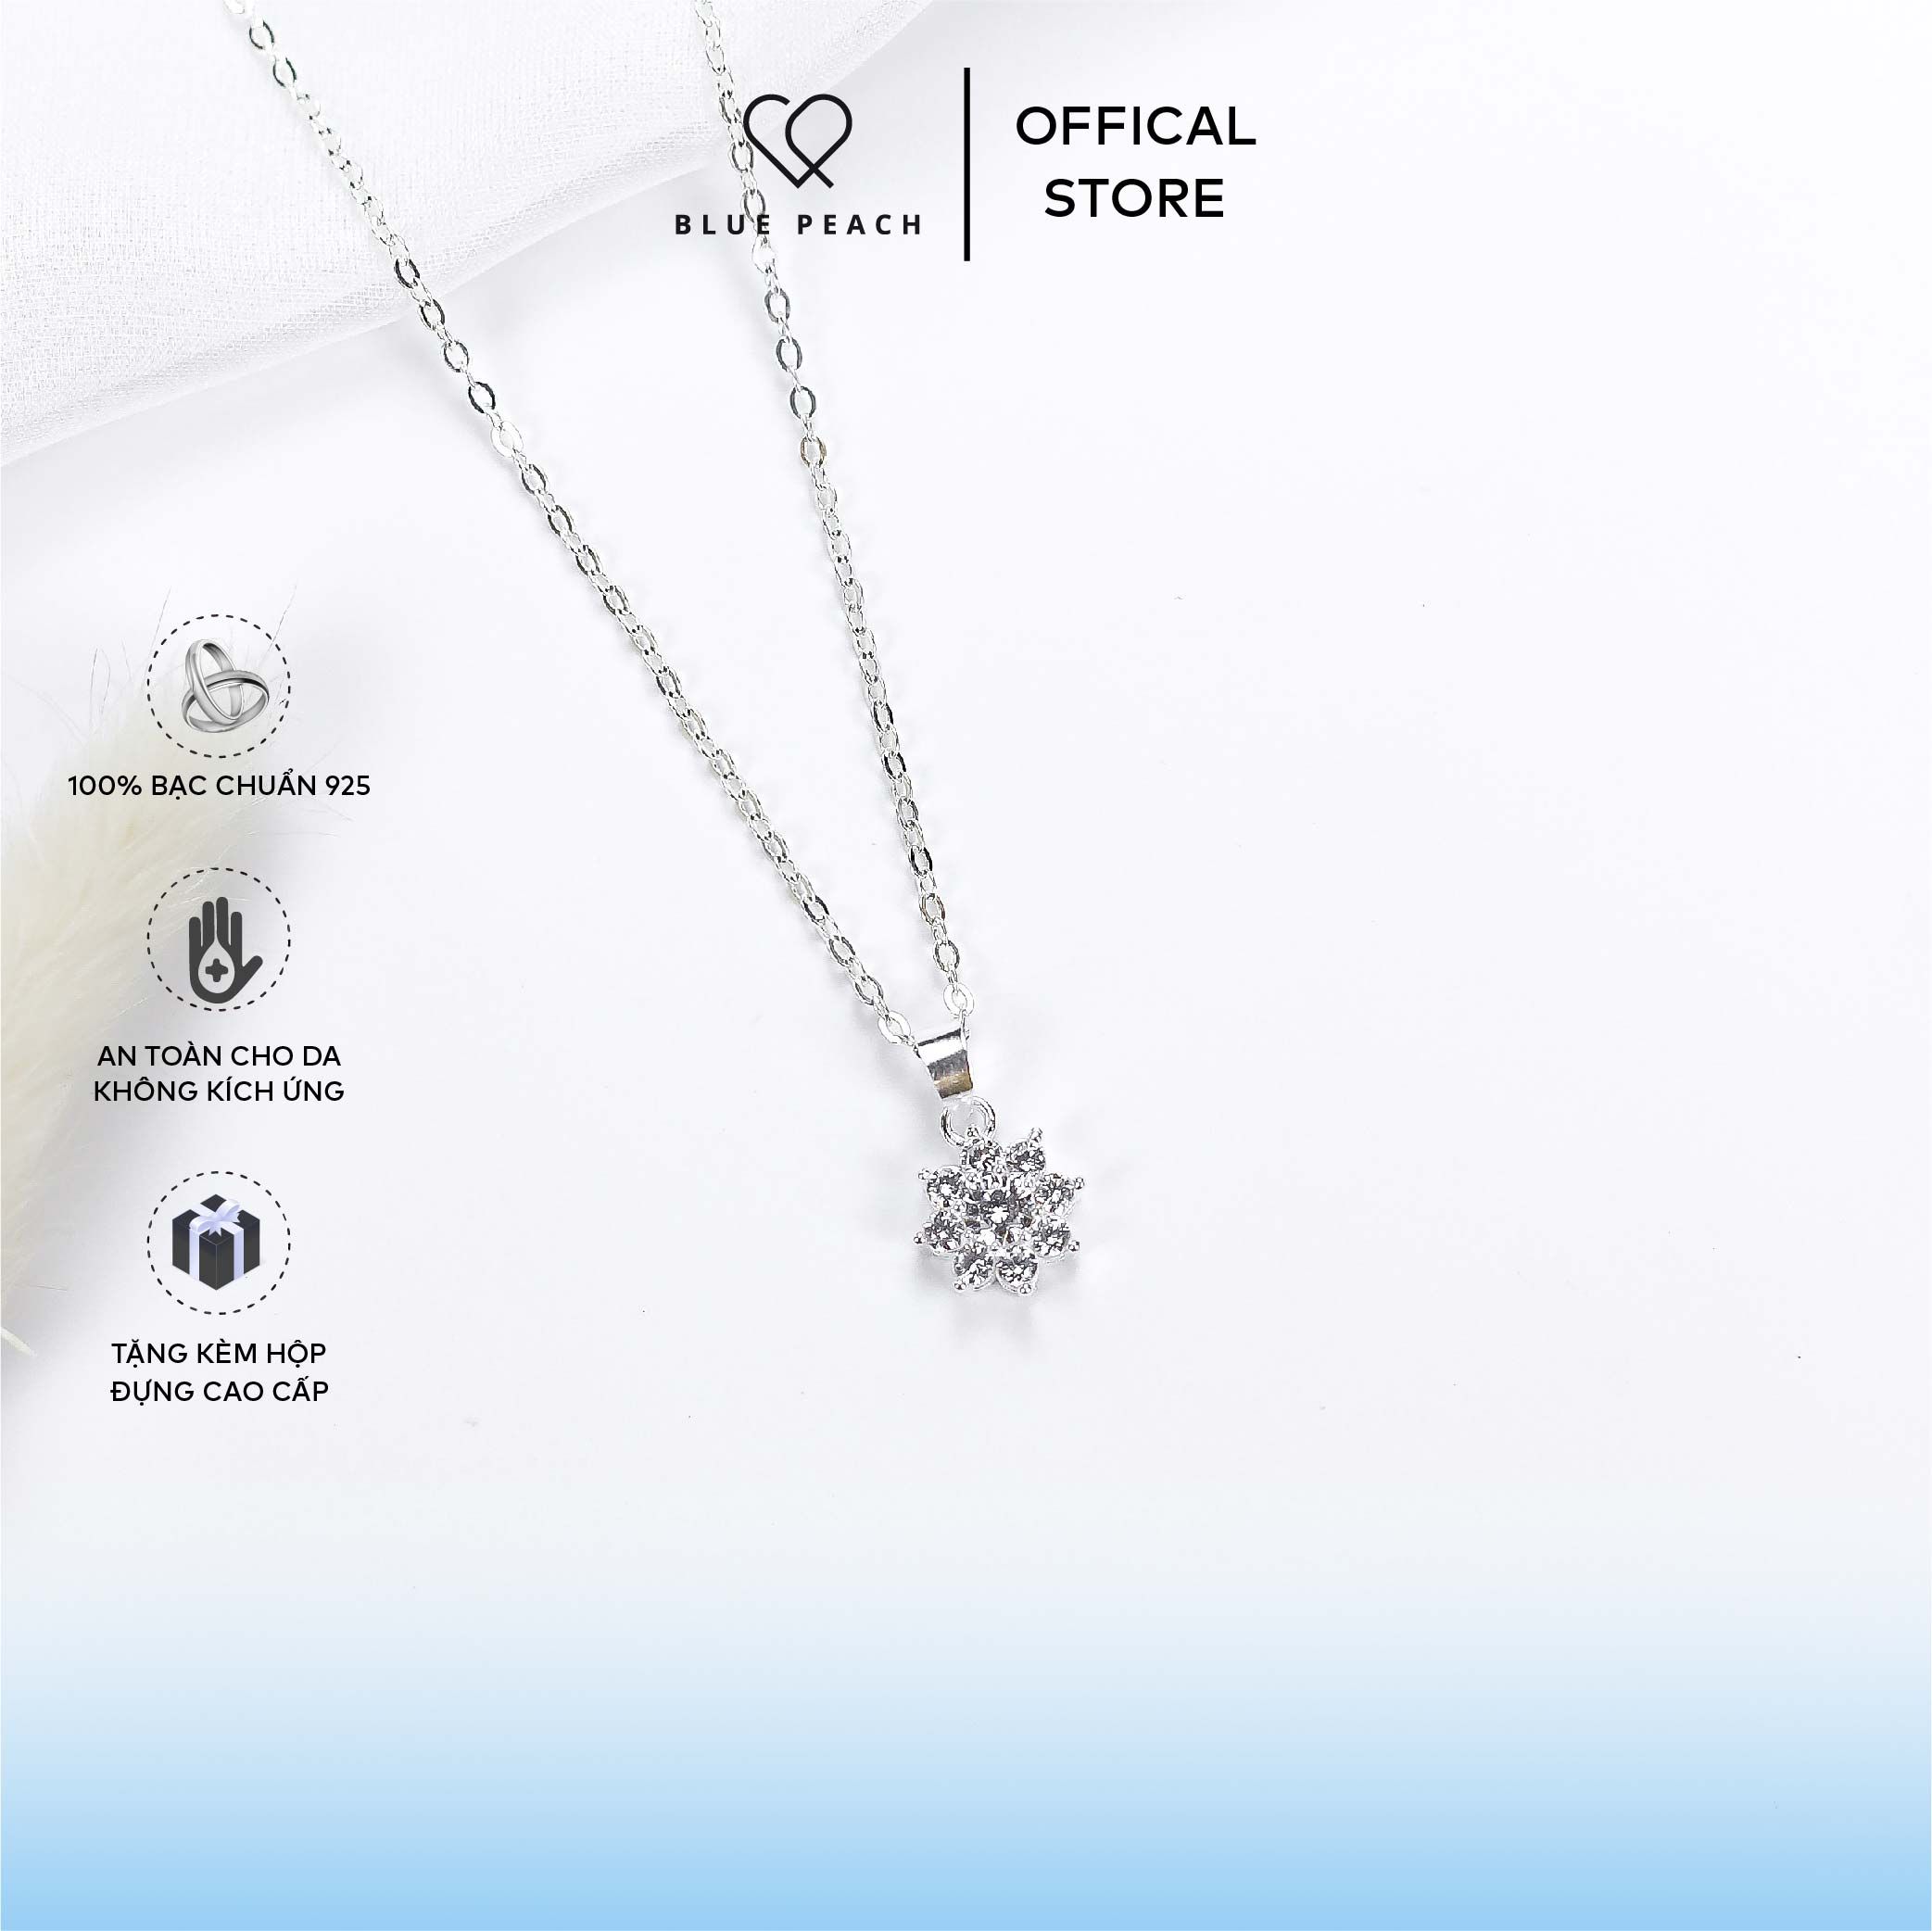 BLUE PEACH
OFFICAL
STORE
100% BẠC CHUẨN 925
AN TOÀN CHO DA
KHÔNG KÍCH ỨNG
TẶNG KÈM HỘP
ĐỰNG CAO CẤP